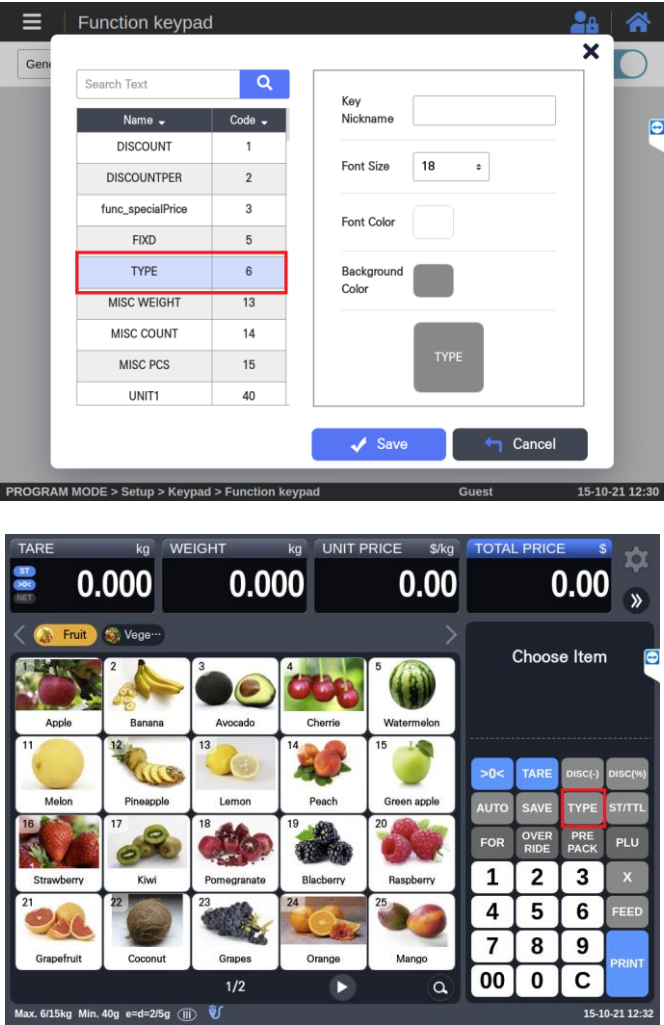 Function keypad
Gene
Search Text
Name Code
DISCOUNT 1
DISCOUNTPER 2
func_specialPrice 3
FIXD 5
TYPE 6
MISC WEIGHT 13
MISC COUNT 14
MISC PCS 15
UNIT1 40
Key
Nickname
Font Size 18
Font Color
Background
Color
TYPE
Save
Cancel
PROGRAM MODE > Setup > Keypad > Function keypad Guest 15-10-21 12:30
TARE kg WEIGHT kg UNIT PRICE $/kg TOTAL PRICE $
ST
>0<
NET
0.000 0.000 0.00 0.00
Fruit Vege···
Choose Item
1 2 3 4 5
Apple Banana Avocado Cherrie Watermelon
11 12 13 14 15
Melon Pineapple Lemon Peach Green apple
16 17 18 19 20
Strawberry Kiwi Pomegranate Blacberry Raspberry
21 22 23 24 25
Grapefruit Coconut Grapes Orange Mango
1/2
>0< TARE DISC(-) DISC(%)
AUTO SAVE TYPE ST/TTL
FOR OVER RIDE PRE PACK PLU
1 2 3 X
4 5 6 FEED
7 8 9 PRINT
00 0 C
Max. 6/15kg Min. 40g e=d=2/5g III 15-10-21 12:32